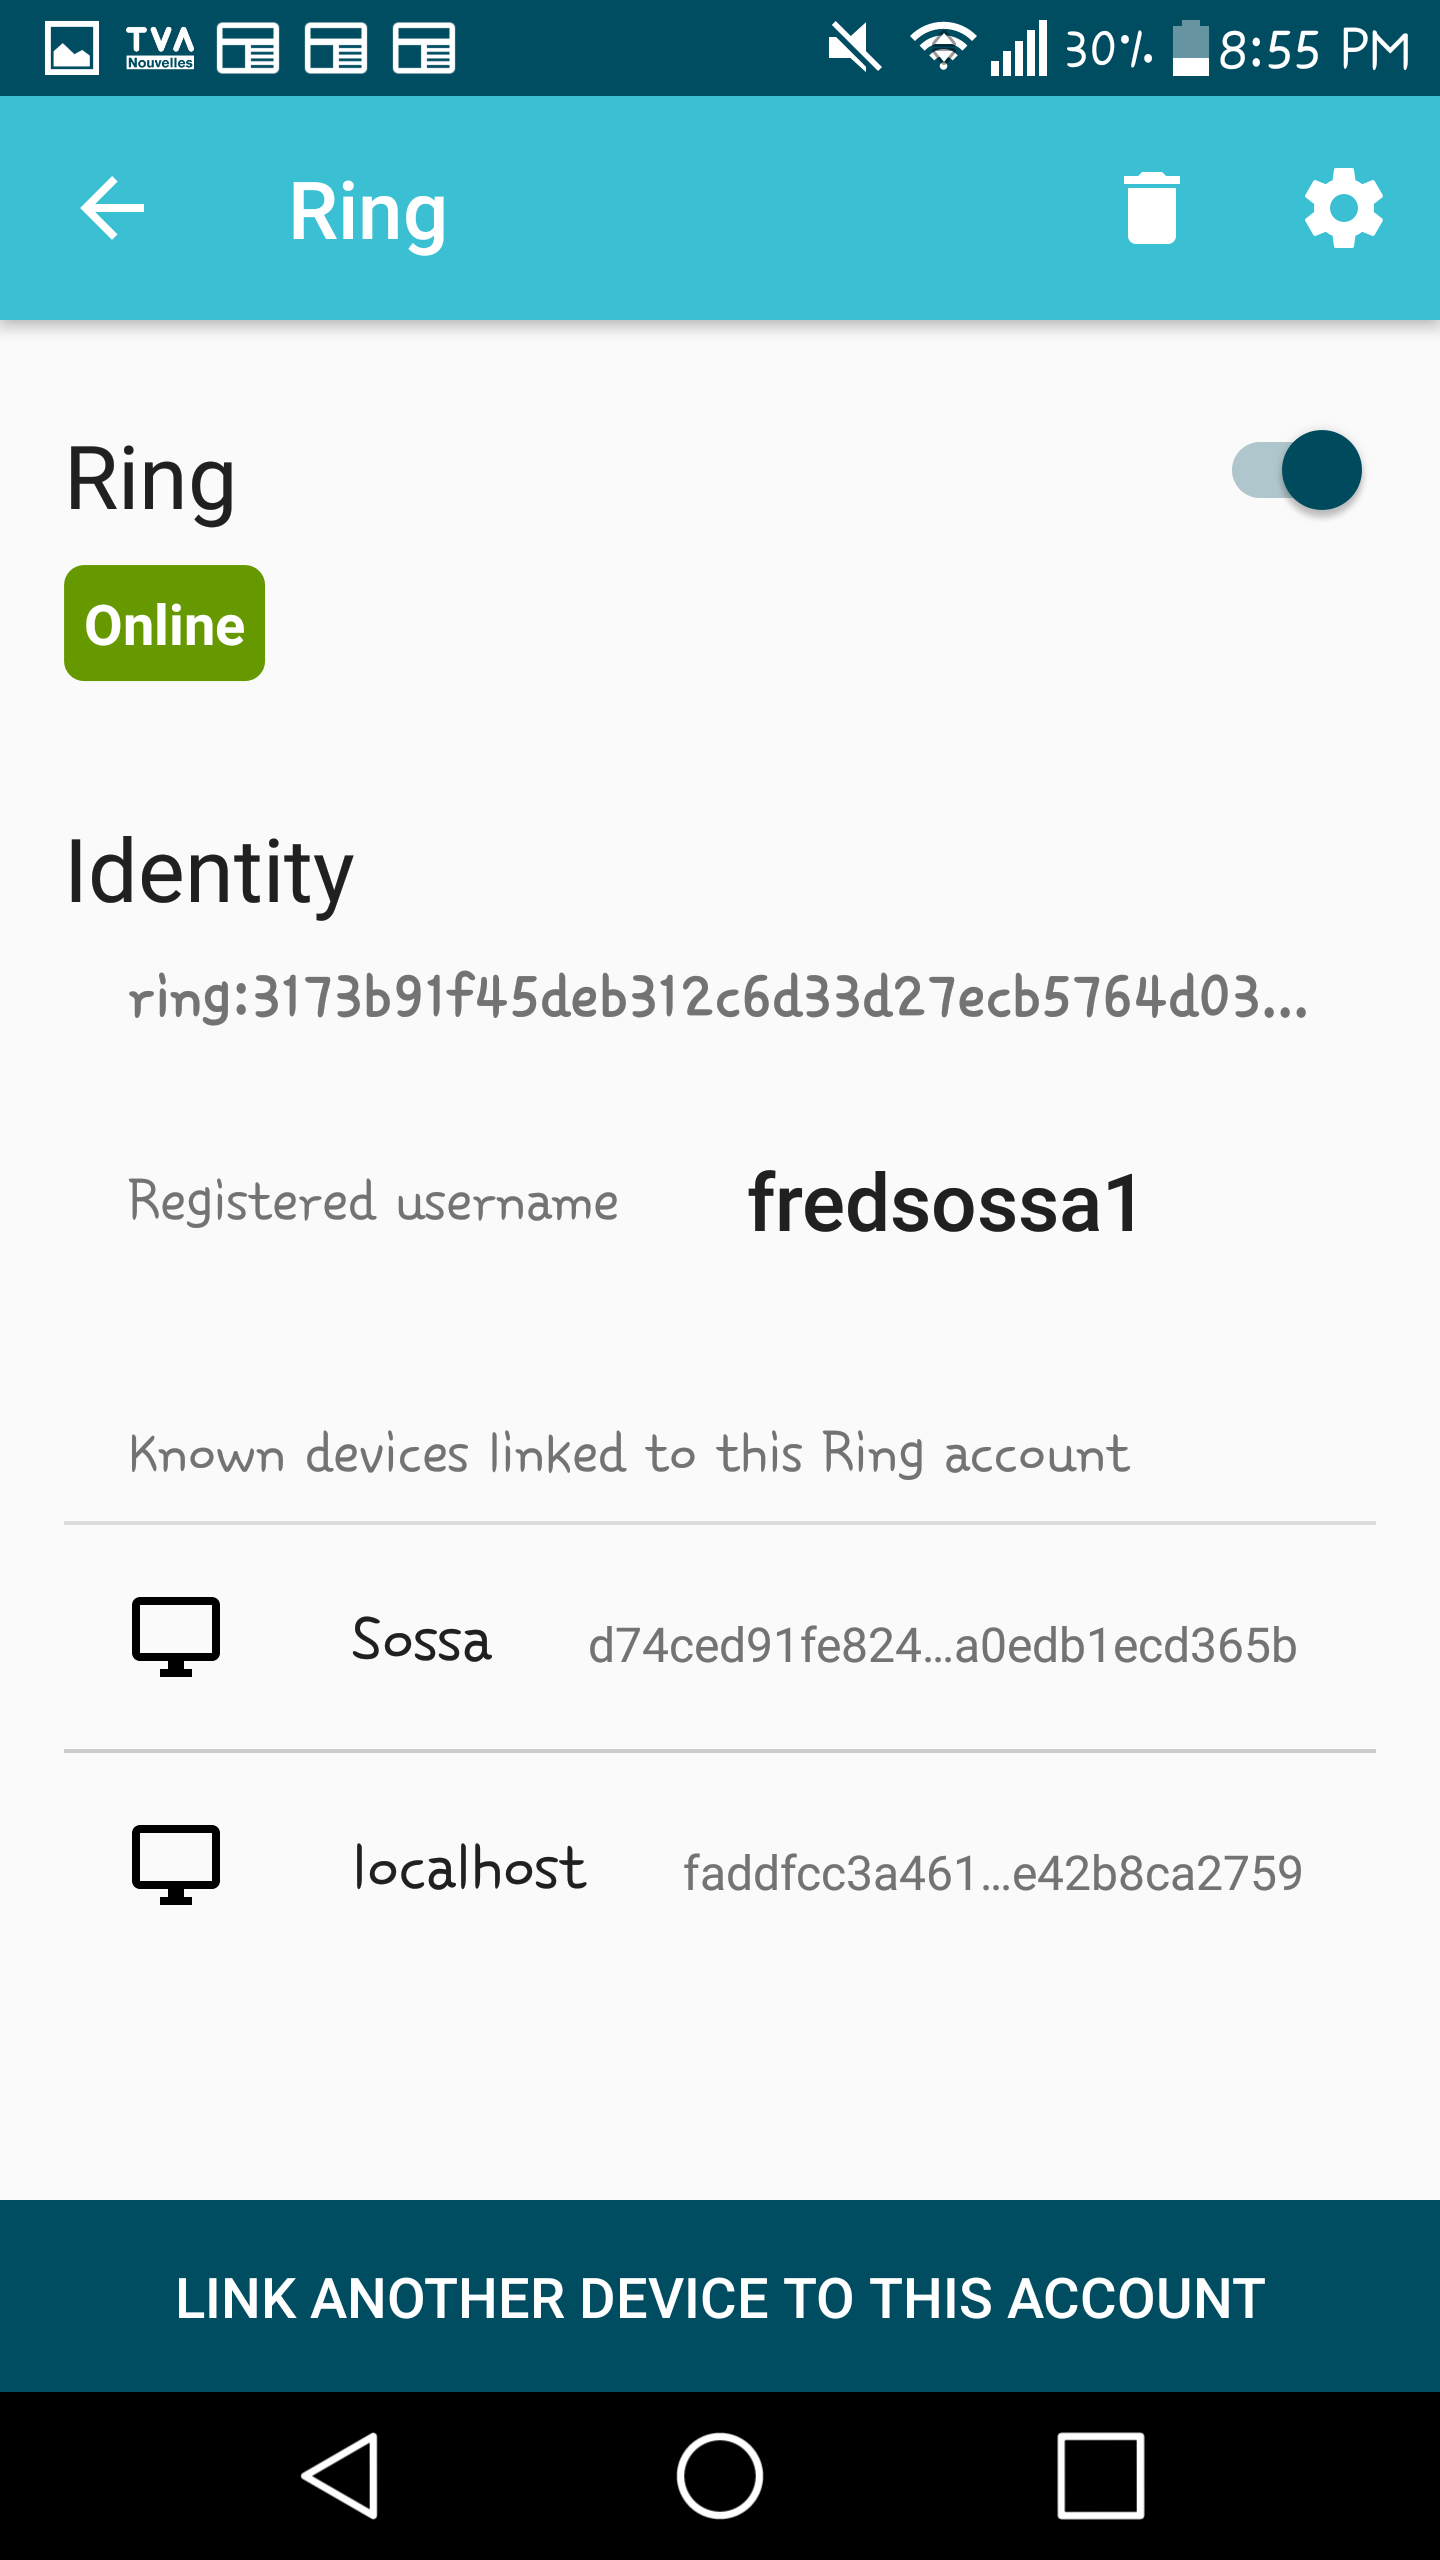 TVA Nouvelles 30% 8:55 PM
Ring
Ring
Online
Identity
ring:3173b91f45deb312c6d33d27ecb5764d03...
Registered username fredsossa1
Known devices linked to this Ring account
Sossa d74ced91fe824...a0edb1ecd365b
localhost faddfcc3a461...e42b8ca2759
LINK ANOTHER DEVICE TO THIS ACCOUNT